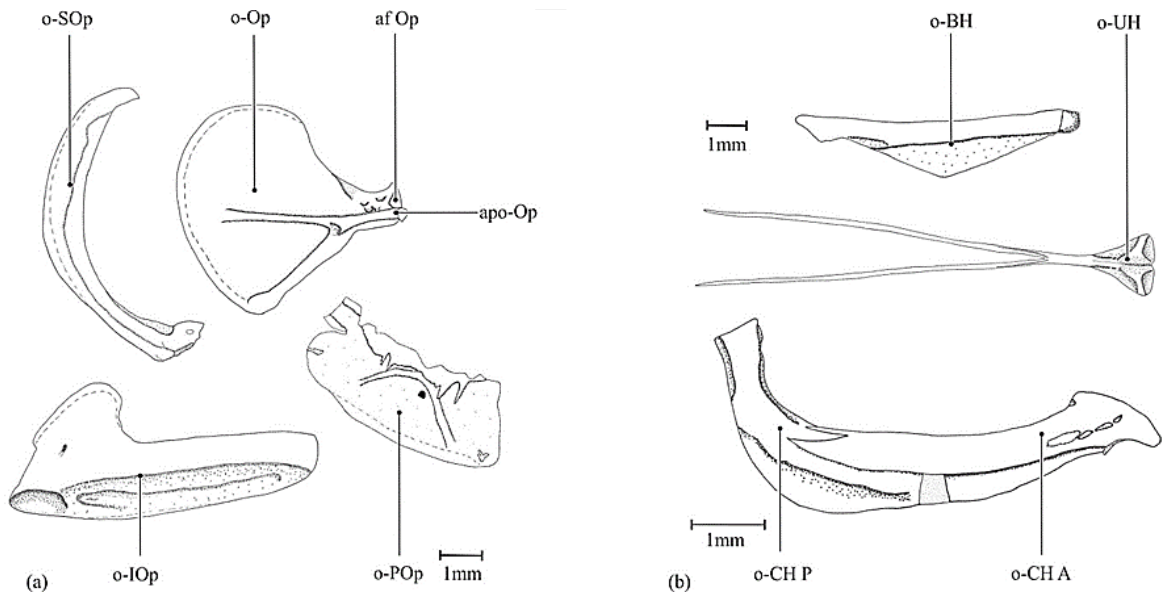 o-SOp o-Op af Op
apo-Op
o-IOp o-POp 1mm
(a)
o-BH o-UH
1mm
1mm
o-CH P o-CH A
(b)